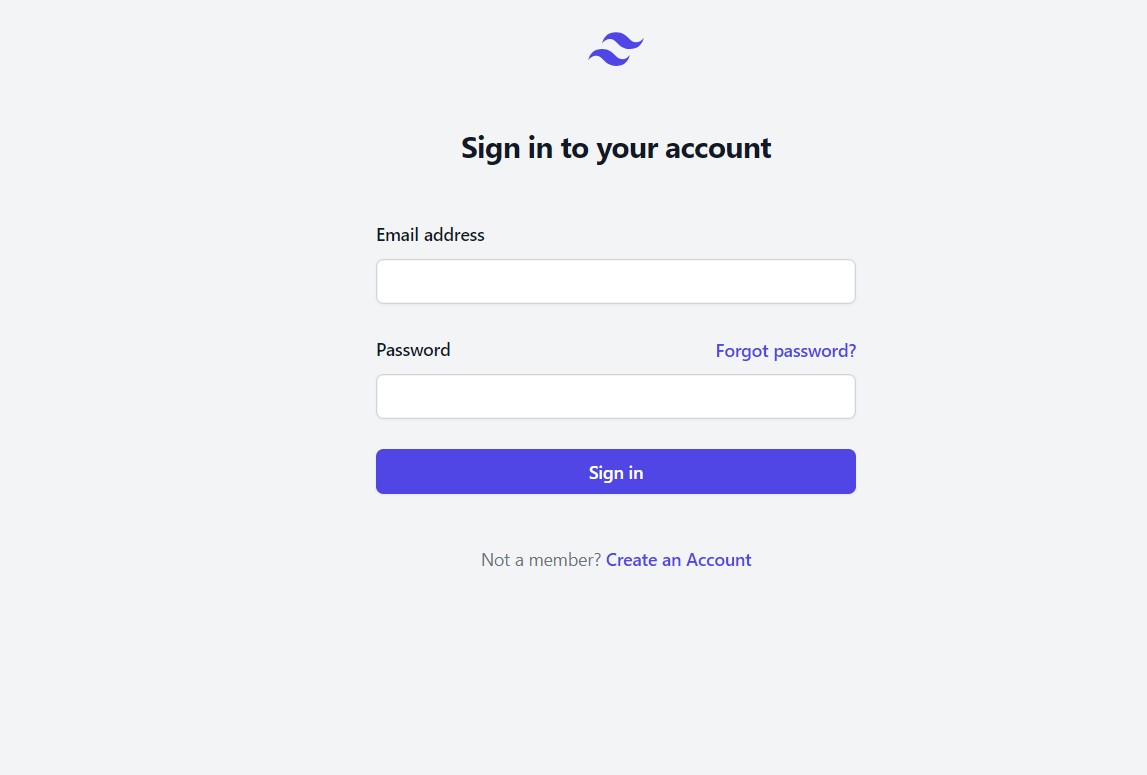 Sign in to your account
Email address
Password
Forgot password?
Sign in
Not a member? Create an Account